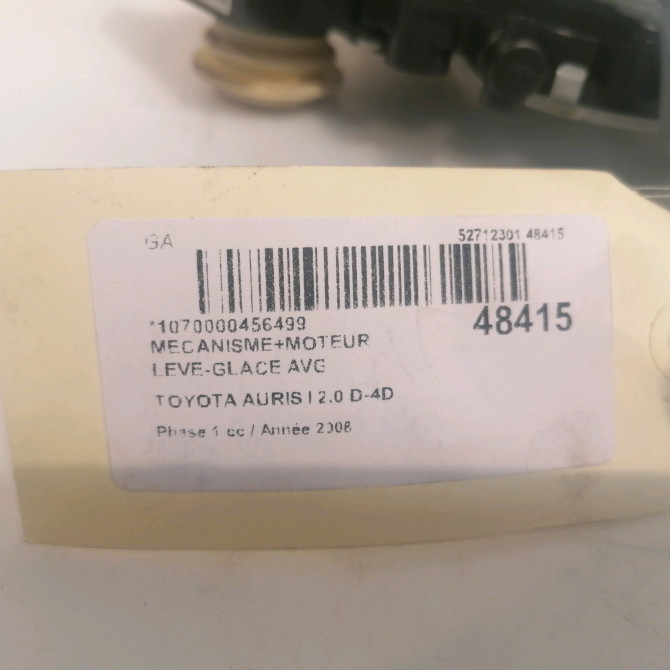 GA
52712301 48415
*1070000456499
48415
MECANISME+MOTEUR
LEVE-GLACE AVG
TOYOTA AURIS I 2.0 D-4D
Phase 1 cc / Année 2008